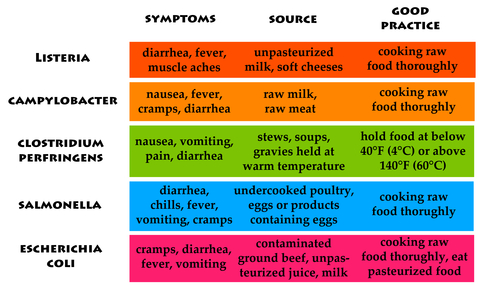 SYMPTOMS SOURCE GOOD PRACTICE
LISTERIA
diarrhea, fever,
muscle aches
unpasteurized
milk, soft cheeses
cooking raw
food thoroughly
CAMPYLOBACTER
nausea, fever,
cramps, diarrhea
raw milk,
raw meat
cooking raw
food thorughly
CLOSTRIDIUM
PERFRINGENS
nausea, vomiting,
pain, diarrhea
stews, soups,
gravies held at
warm temperature
hold food at below
40°F (4°C) or above
140°F (60°C)
SALMONELLA
diarrhea,
chills, fever,
vomiting, cramps
undercooked poultry,
eggs or products
containing eggs
cooking raw
food thorughly
ESCHERICHIA
COLI
cramps, diarrhea,
fever, vomiting
contaminated
ground beef, unpas-
teurized juice, milk
cooking raw
food thorughly, eat
pasteurized food